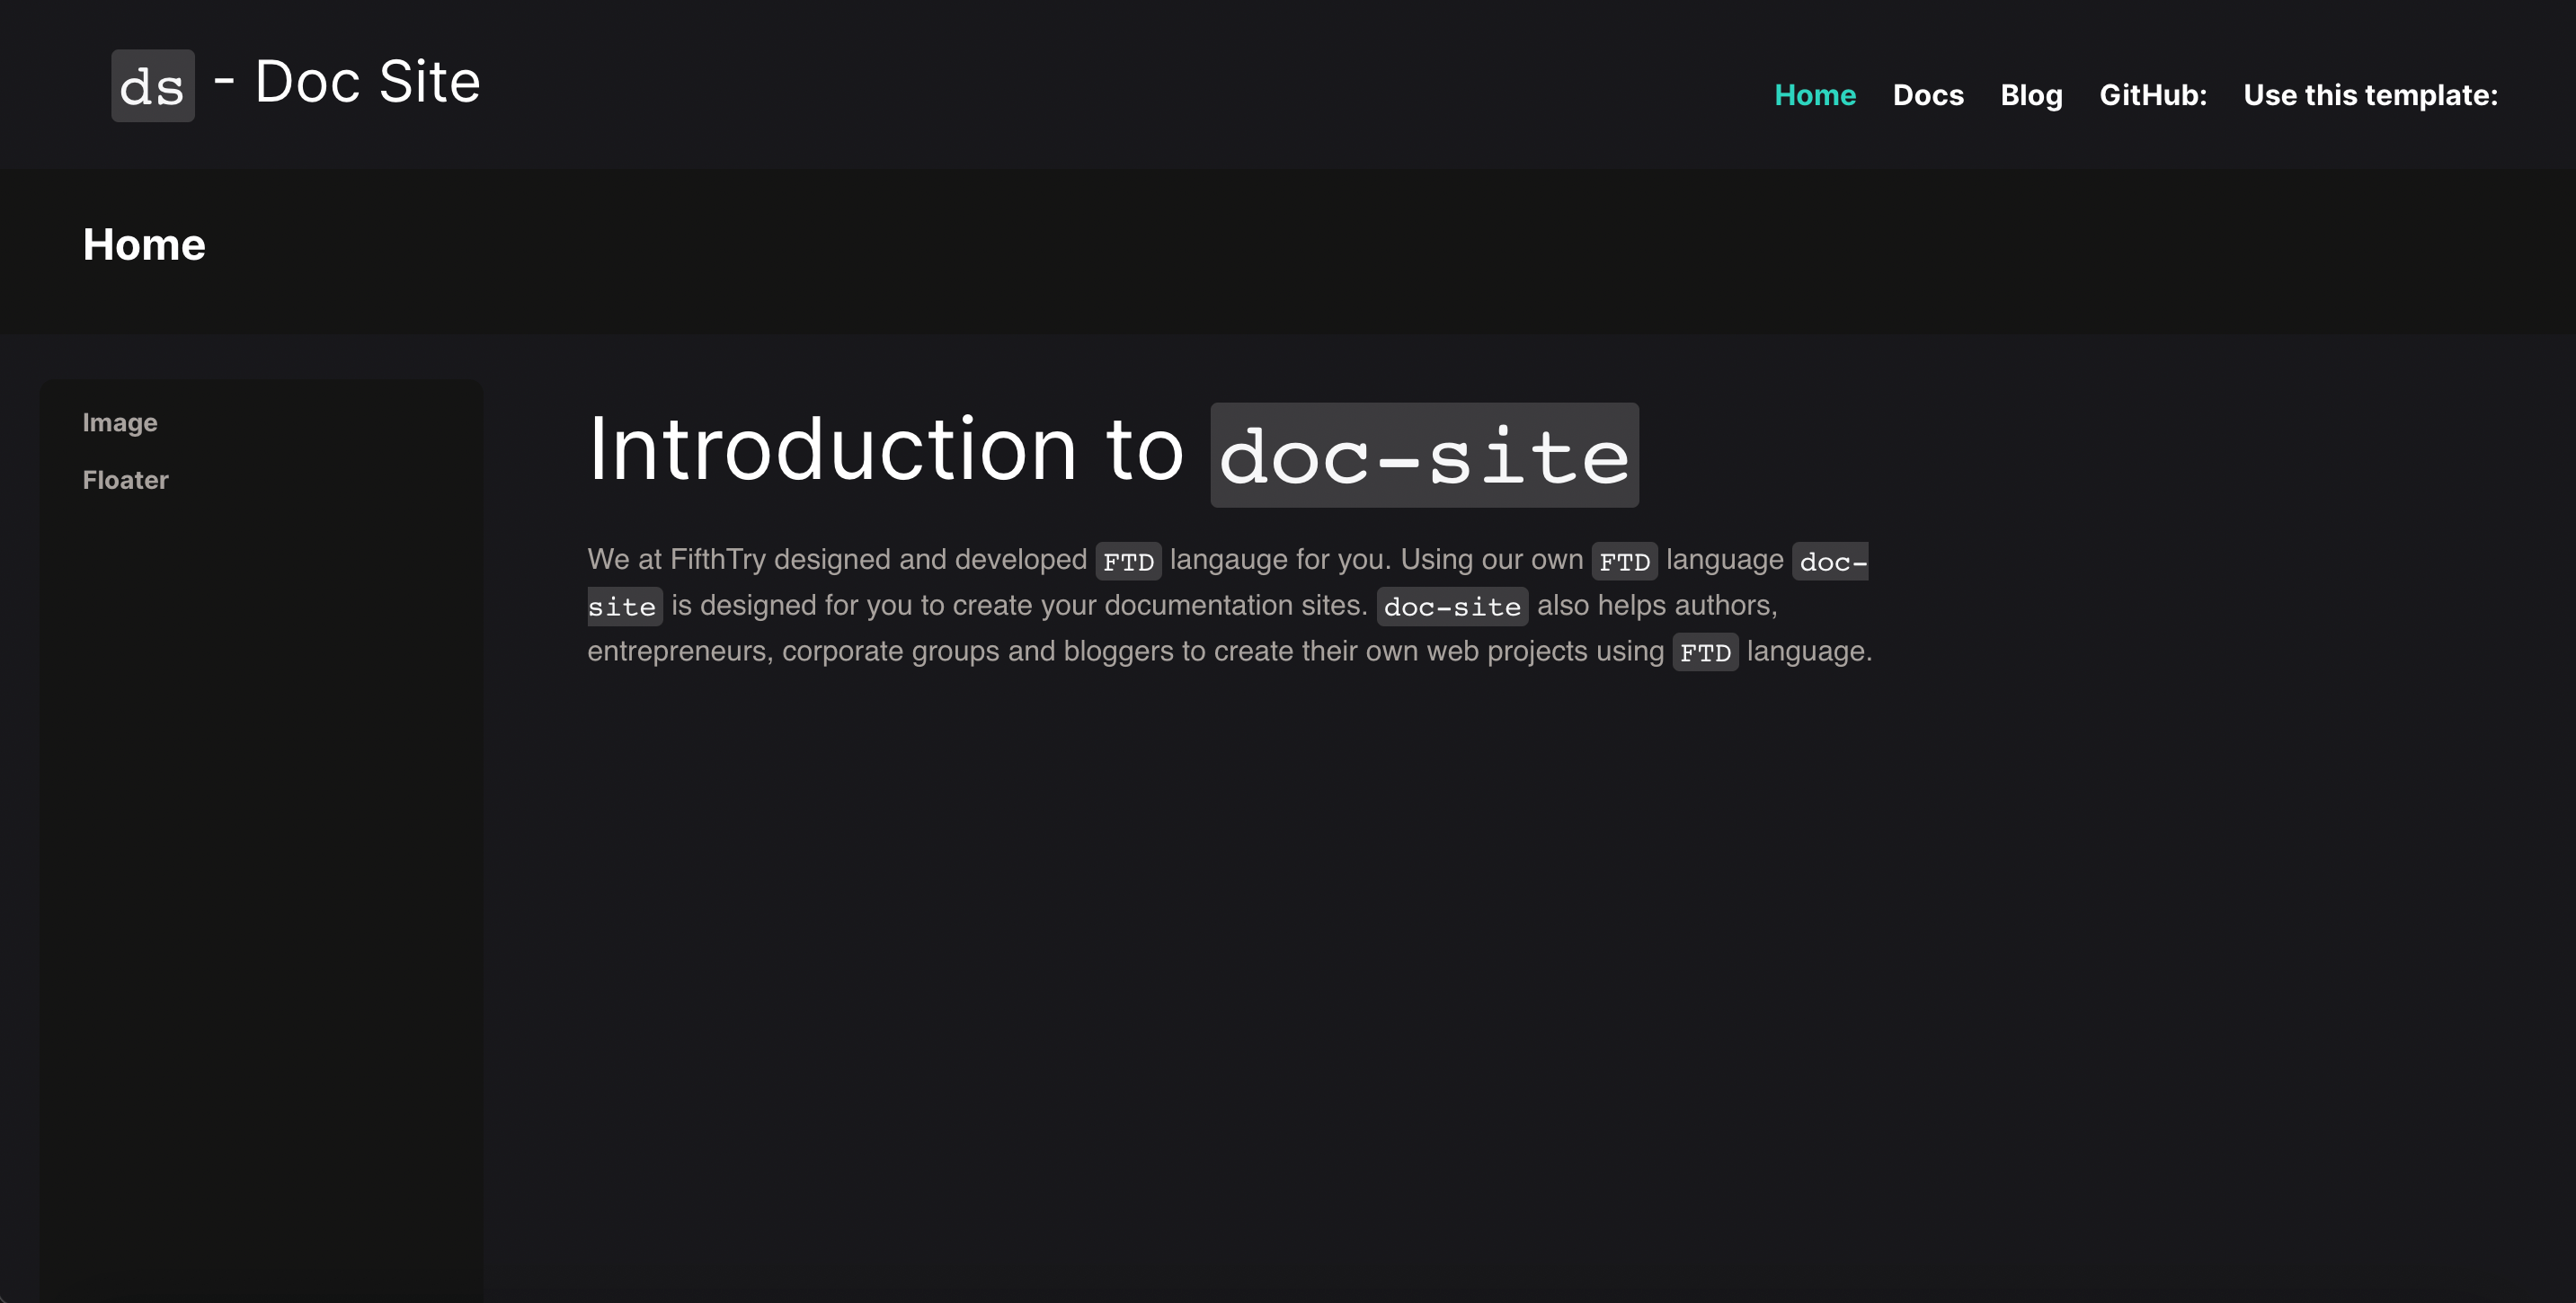 ds - Doc Site
Home Docs Blog GitHub: Use this template:
Home
Image
Floater
Introduction to doc-site
We at FifthTry designed and developed FTD langauge for you. Using our own FTD language doc-
site is designed for you to create your documentation sites. doc-site also helps authors,
entrepreneurs, corporate groups and bloggers to create their own web projects using FTD language.